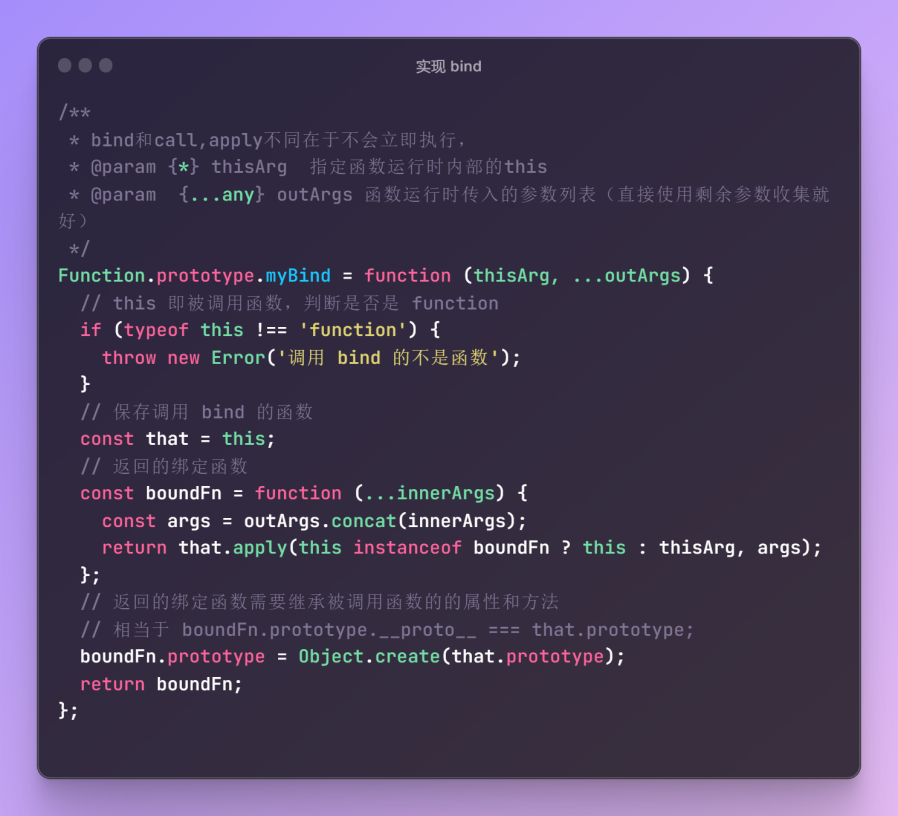 实现 bind
/**
 * bind和call,apply不同在于不会立即执行,
 * @param {*} thisArg  指定函数运行时内部的this
 * @param  {...any} outArgs 函数运行时传入的参数列表（直接使用剩余参数收集就
好）
 */
Function.prototype.myBind = function (thisArg, ...outArgs) {
  // this 即被调用函数，判断是否是 function
  if (typeof this !== 'function') {
    throw new Error('调用 bind 的不是函数');
  }
  // 保存调用 bind 的函数
  const that = this;
  // 返回的绑定函数
  const boundFn = function (...innerArgs) {
    const args = outArgs.concat(innerArgs);
    return that.apply(this instanceof boundFn ? this : thisArg, args);
  };
  // 返回的绑定函数需要继承被调用函数的的属性和方法
  // 相当于 boundFn.prototype.__proto__ === that.prototype;
  boundFn.prototype = Object.create(that.prototype);
  return boundFn;
};